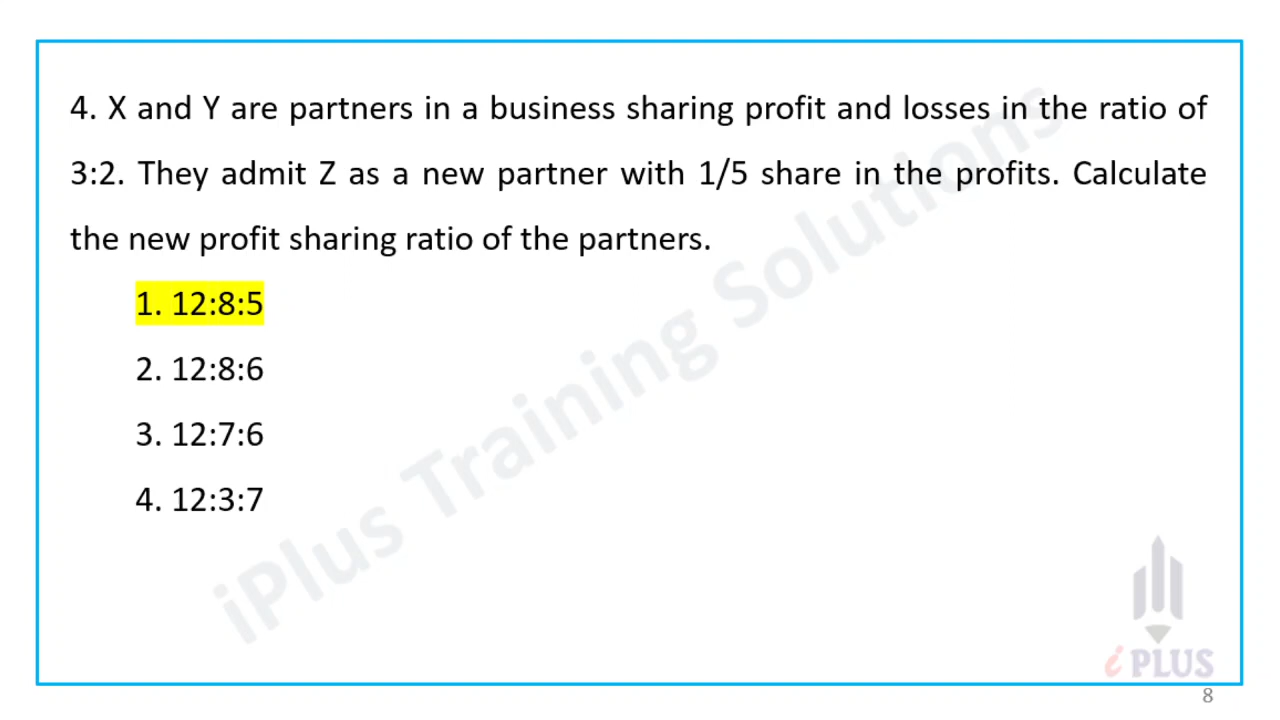 4. X and Y are partners in a business sharing profit and losses in the ratio of
3:2. They admit Z as a new partner with 1/5 share in the profits. Calculate
the new profit sharing ratio of the partners.
1. 12:8:5
2. 12:8:6
3. 12:7:6
4. 12:3:7
iPlus Training Solutions
i PLUS
8